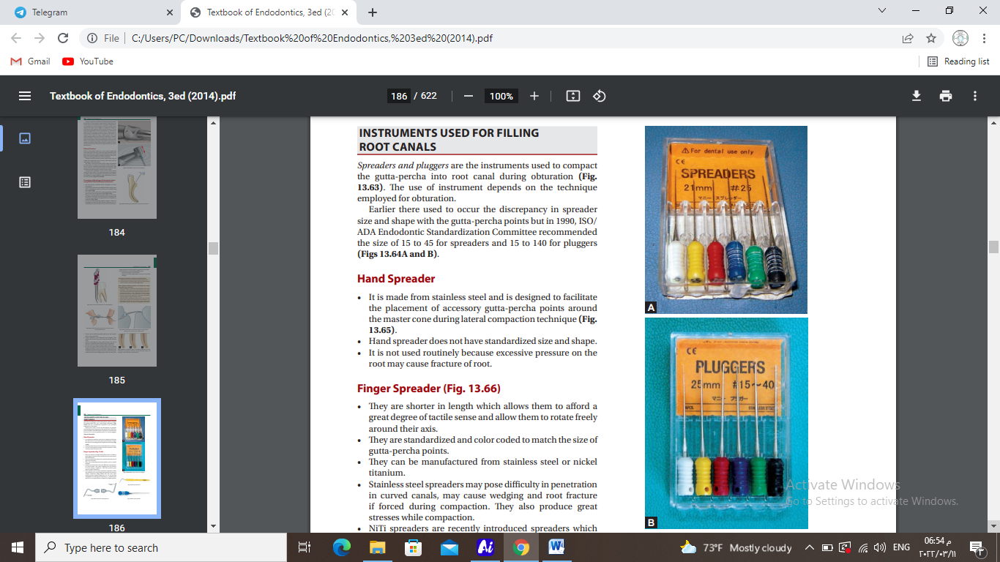 Telegram
Textbook of Endodontics, 3ed (20
File
C:/Users/PC/Downloads/Textbook%20of%20Endodontics,%203ed%20(2014).pdf
Gmail
YouTube
Reading list
Textbook of Endodontics, 3ed (2014).pdf
186 / 622
100%
184
185
186
INSTRUMENTS USED FOR FILLING
ROOT CANALS
Spreaders and pluggers are the instruments used to compact
the gutta-percha into root canal during obturation (Fig.
13.63). The use of instrument depends on the technique
employed for obturation.
Earlier there used to occur the discrepancy in spreader
size and shape with the gutta-percha points but in 1990, ISO/
ADA Endodontic Standardization Committee recommended
the size of 15 to 45 for spreaders and 15 to 140 for pluggers
(Figs 13.64A and B).
Hand Spreader
• It is made from stainless steel and is designed to facilitate
the placement of accessory gutta-percha points around
the master cone during lateral compaction technique (Fig.
13.65).
• Hand spreader does not have standardized size and shape.
• It is not used routinely because excessive pressure on the
root may cause fracture of root.
Finger Spreader (Fig. 13.66)
• They are shorter in length which allows them to afford a
great degree of tactile sense and allow them to rotate freely
around their axis.
• They are standardized and color coded to match the size of
gutta-percha points.
• They can be manufactured from stainless steel or nickel
titanium.
• Stainless steel spreaders may pose difficulty in penetration
in curved canals, may cause wedging and root fracture
if forced during compaction. They also produce great
stresses while compaction.
• NiTi spreaders are recently introduced spreaders which
For dental use only
CE
SPREADERS
21mm #25
マニー スプレッダー
A
CE
PLUGGERS
25mm #15~40
マニー プラガー
B
Activate Windows
Go to Settings to activate Windows.
Type here to search
Ai
W
73°F Mostly cloudy
ENG
06:54 م
٢٠٢٢/٠٣/١١
٣